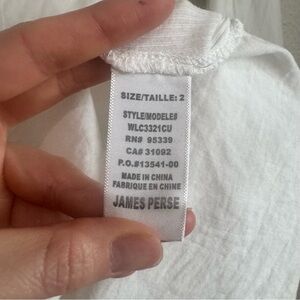 SIZE/TAILLE: 2
STYLE/MODELE#
WLC3321CU
RN# 95339
CA# 31092
P.O.#13541-00
MADE IN CHINA
FABRIQUE EN CHINE
JAMES PERSE